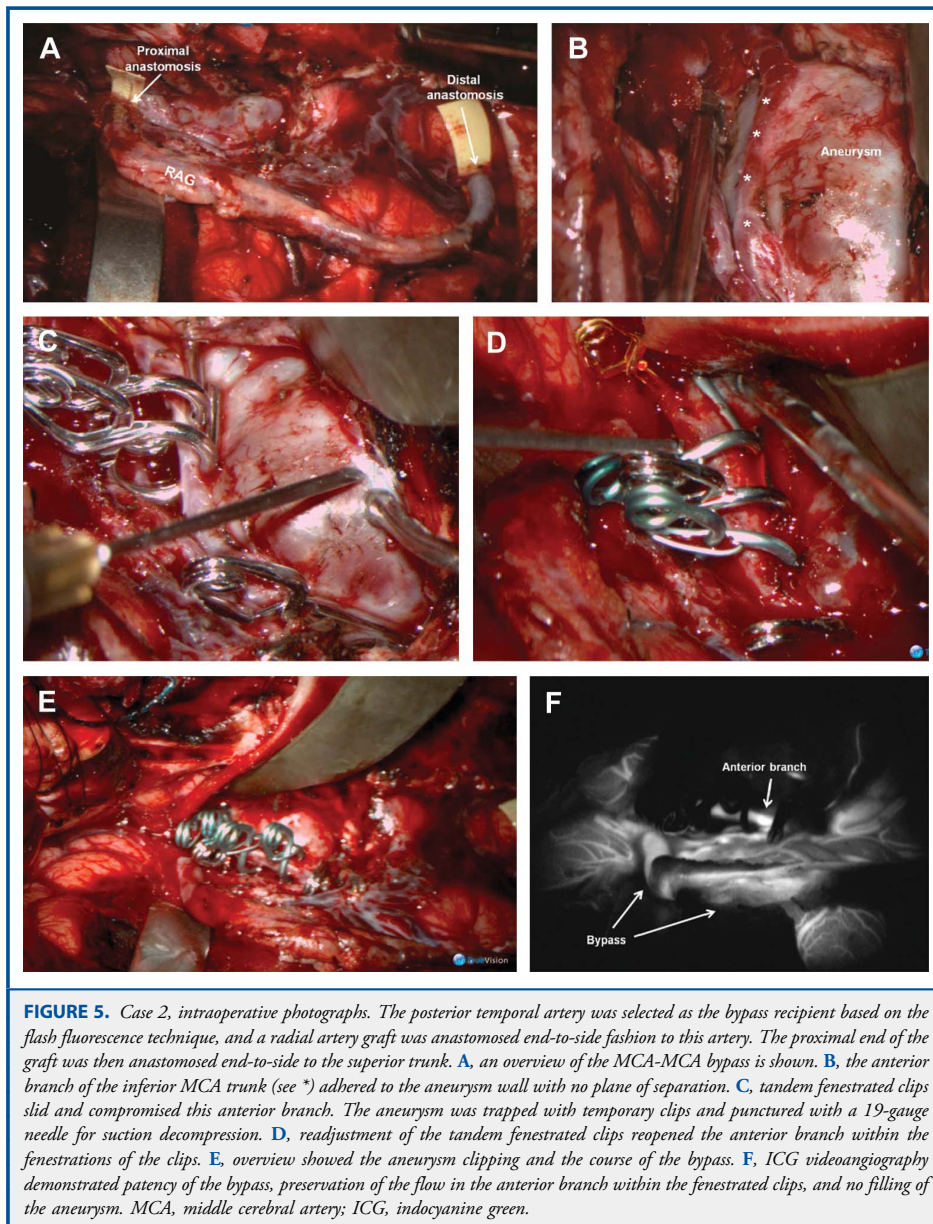 A
Proximal
anastomosis
Distal
anastomosis
RAG
B
*
*
*
*
Aneurysm
C
D
E
TrueVision
F
Anterior branch
Bypass
FIGURE 5. Case 2, intraoperative photographs. The posterior temporal artery was selected as the bypass recipient based on the
flash fluorescence technique, and a radial artery graft was anastomosed end-to-side fashion to this artery. The proximal end of the
graft was then anastomosed end-to-side to the superior trunk. A, an overview of the MCA-MCA bypass is shown. B, the anterior
branch of the inferior MCA trunk (see *) adhered to the aneurysm wall with no plane of separation. C, tandem fenestrated clips
slid and compromised this anterior branch. The aneurysm was trapped with temporary clips and punctured with a 19-gauge
needle for suction decompression. D, readjustment of the tandem fenestrated clips reopened the anterior branch within the
fenestrations of the clips. E, overview showed the aneurysm clipping and the course of the bypass. F, ICG videoangiography
demonstrated patency of the bypass, preservation of the flow in the anterior branch within the fenestrated clips, and no filling of
the aneurysm. MCA, middle cerebral artery; ICG, indocyanine green.